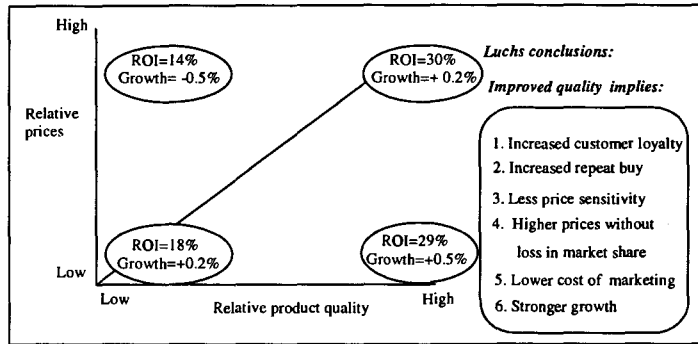 High
ROI=14%
Growth= -0.5%
ROI=30%
Growth=+ 0.2%
Luchs conclusions:
Improved quality implies:
Relative
prices
1. Increased customer loyalty
2. Increased repeat buy
3. Less price sensitivity
4. Higher prices without
loss in market share
5. Lower cost of marketing
6. Stronger growth
ROI=18%
Growth=+0.2%
ROI=29%
Growth=+0.5%
Low
Low
Relative product quality
High